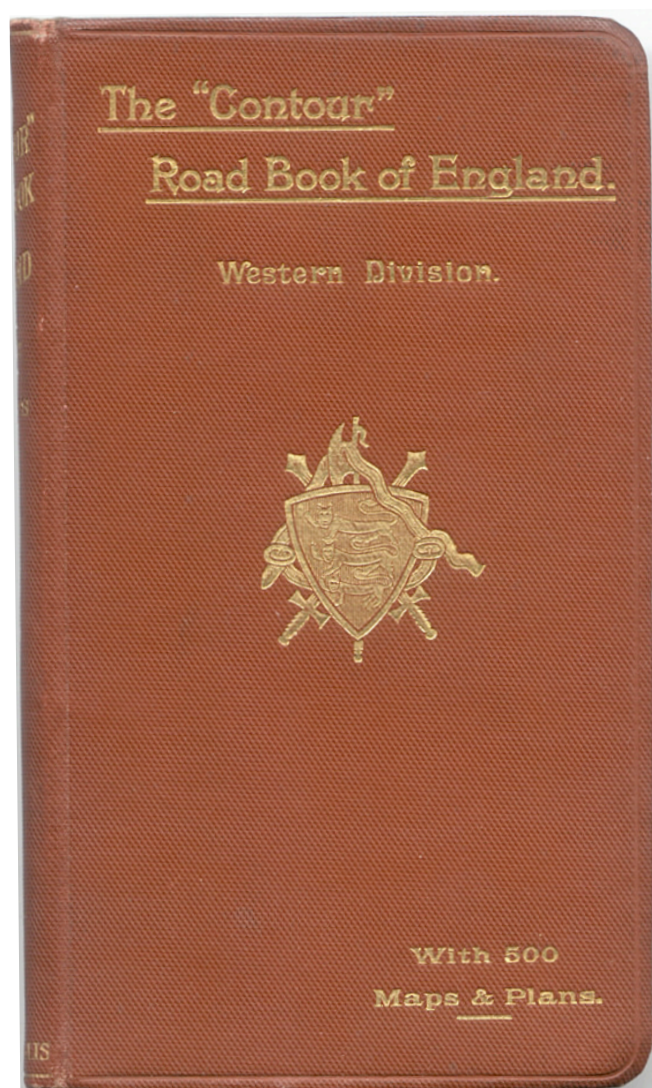 The “Contour”
Road Book of England.
Western Division.
With 500
Maps & Plans.